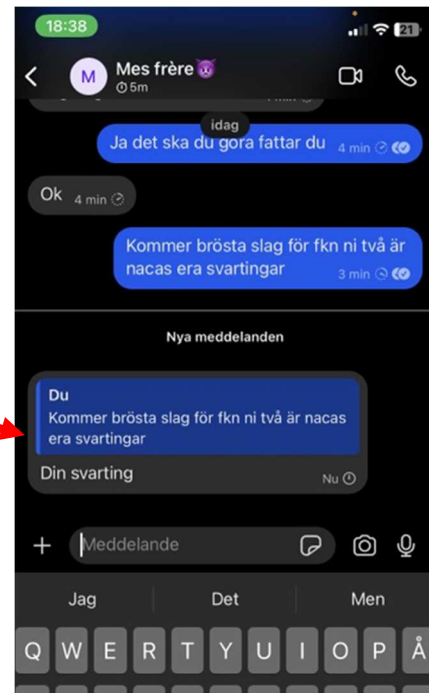 18:38
21
M
Mes frère
5m
idag
Ja det ska du göra fattar du 4 min
Ok 4 min
Kommer brösta slag för fkn ni två är
nacas era svartingar
3 min
Nya meddelanden
Du
Kommer brösta slag för fkn ni två är nacas
era svartingar
Din svarting
Nu
Meddelande
Jag Det Men
Q W E R T Y U I O P Å